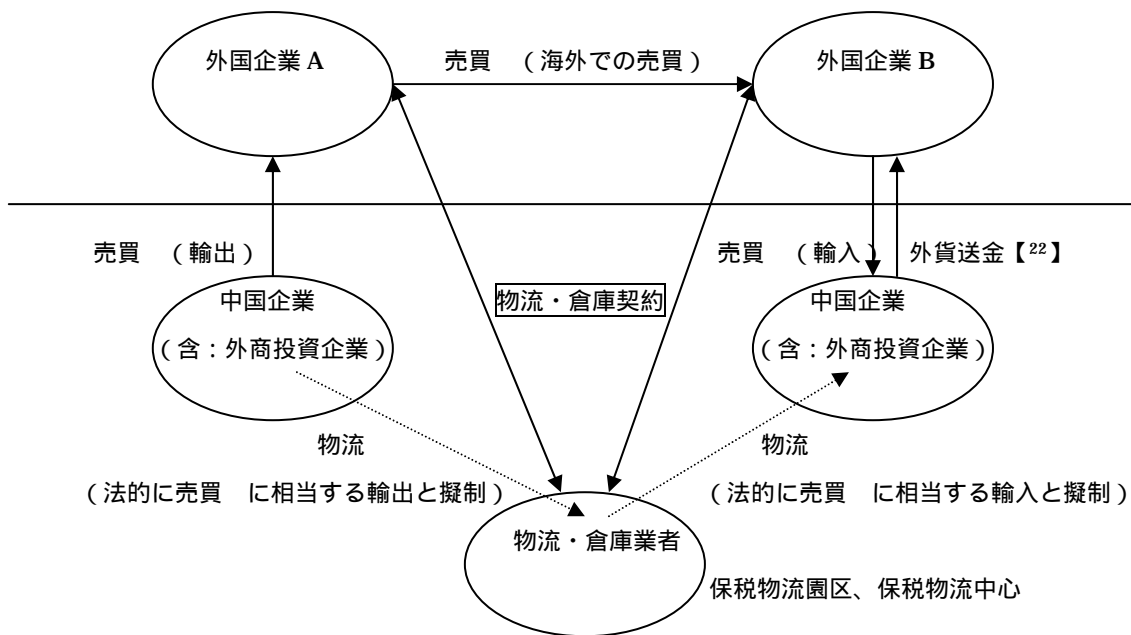 外国企業 A
売買　（海外での売買）
外国企業 B
売買　（輸出）
売買　（輸入）
外貨送金【²²】
中国企業
（含：外商投資企業）
物流・倉庫契約
中国企業
（含：外商投資企業）
物流
（法的に売買　に相当する輸出と擬制）
物流
（法的に売買　に相当する輸入と擬制）
物流・倉庫業者
保税物流園区、保税物流中心